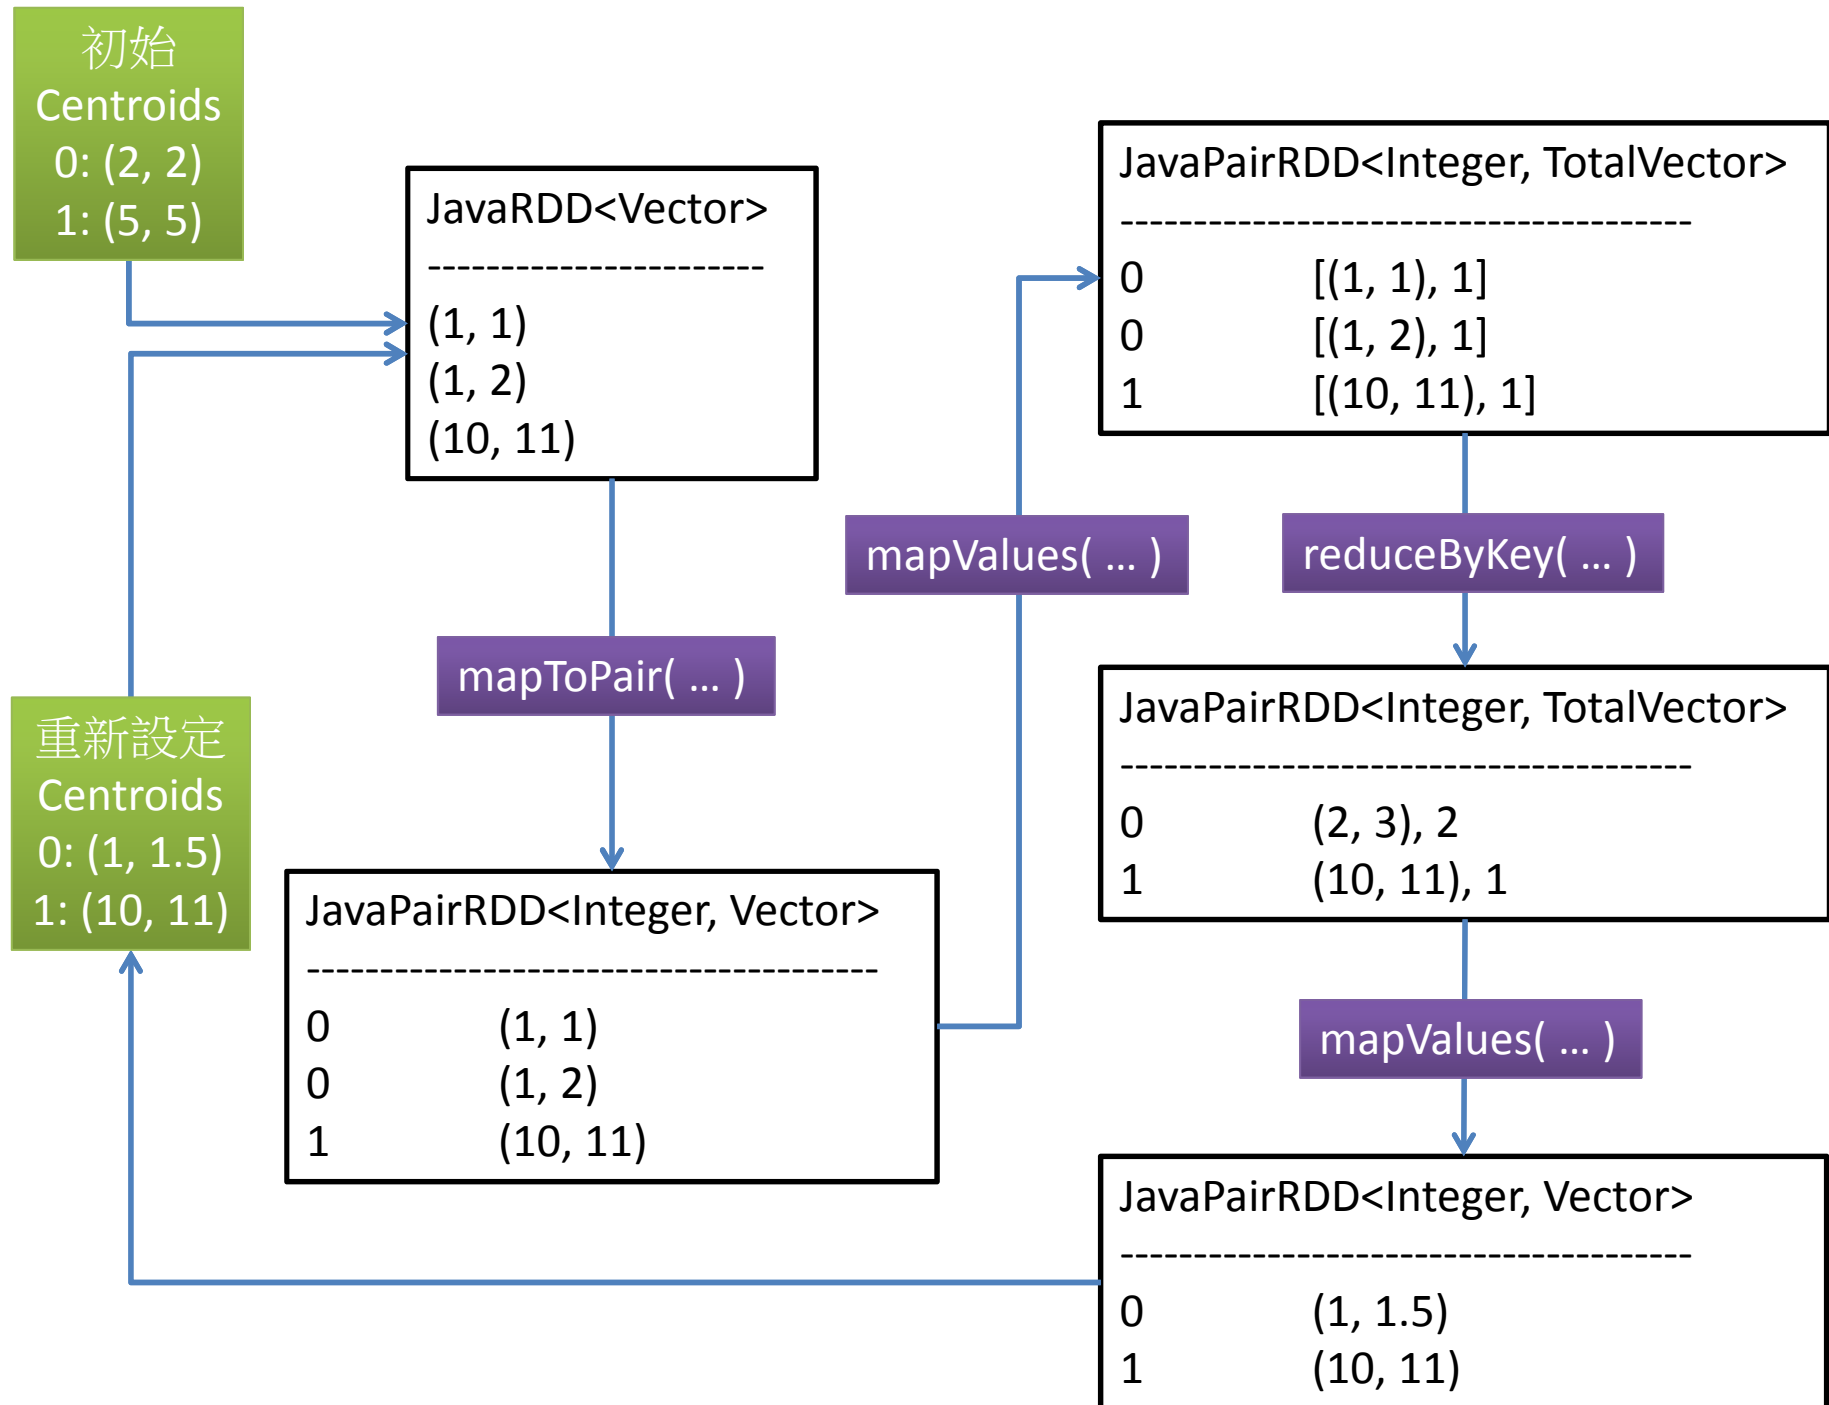 初始
Centroids
0: (2, 2)
1: (5, 5)
JavaRDD<Vector>
-----------------------
(1, 1)
(1, 2)
(10, 11)
mapToPair( … )
JavaPairRDD<Integer, Vector>
---------------------------------------
0 (1, 1)
0 (1, 2)
1 (10, 11)
mapValues( … )
JavaPairRDD<Integer, TotalVector>
---------------------------------------
0 [(1, 1), 1]
0 [(1, 2), 1]
1 [(10, 11), 1]
reduceByKey( … )
JavaPairRDD<Integer, TotalVector>
---------------------------------------
0 (2, 3), 2
1 (10, 11), 1
mapValues( … )
JavaPairRDD<Integer, Vector>
---------------------------------------
0 (1, 1.5)
1 (10, 11)
重新設定
Centroids
0: (1, 1.5)
1: (10, 11)